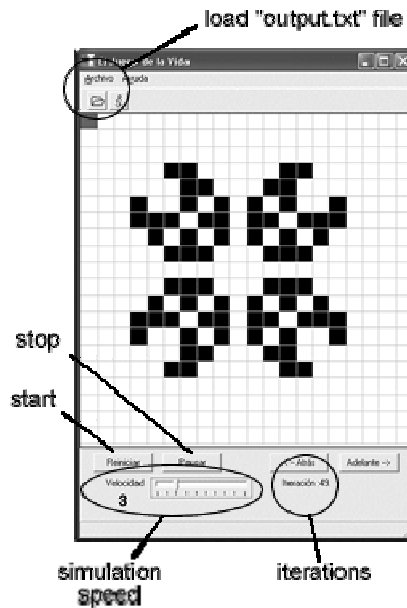 load "output.txt" file
El Juego de la Vida
Archivo Ayuda
stop
start
Reiniciar Pausar <- Atrás Adelante ->
Velocidad Iteración 43
3
simulation speed
iterations